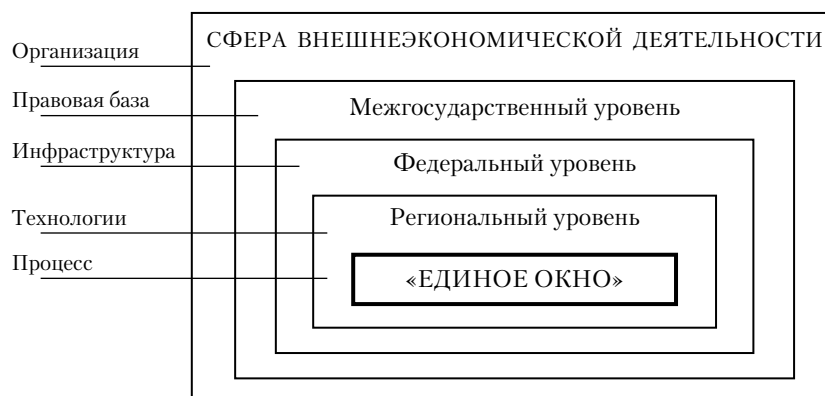 СФЕРА ВНЕШНЕЭКОНОМИЧЕСКОЙ ДЕЯТЕЛЬНОСТИ
Организация
Правовая база
Межгосударственный уровень
Инфраструктура
Федеральный уровень
Технологии
Региональный уровень
Процесс
«ЕДИНОЕ ОКНО»